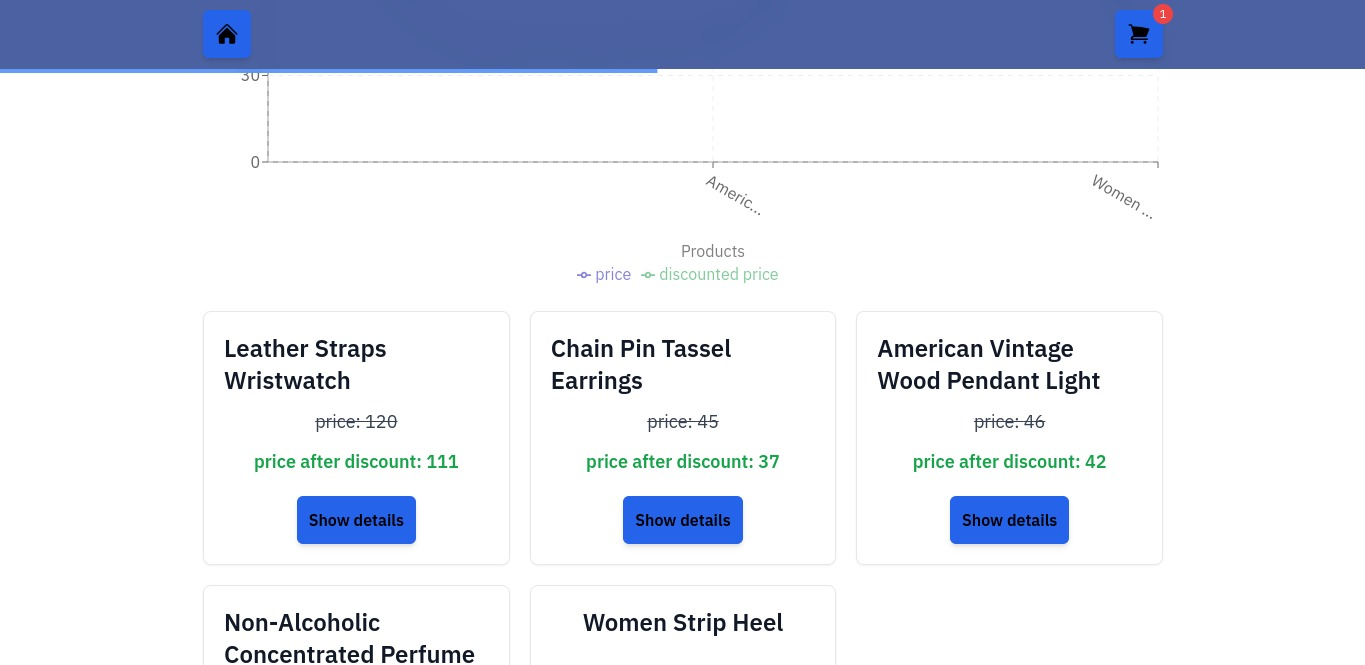 1
30
0
Americ...
Women ...
Products
price
discounted price
Leather Straps
Wristwatch
price: 120
price after discount: 111
Show details
Chain Pin Tassel
Earrings
price: 45
price after discount: 37
Show details
American Vintage
Wood Pendant Light
price: 46
price after discount: 42
Show details
Non-Alcoholic
Concentrated Perfume
Women Strip Heel